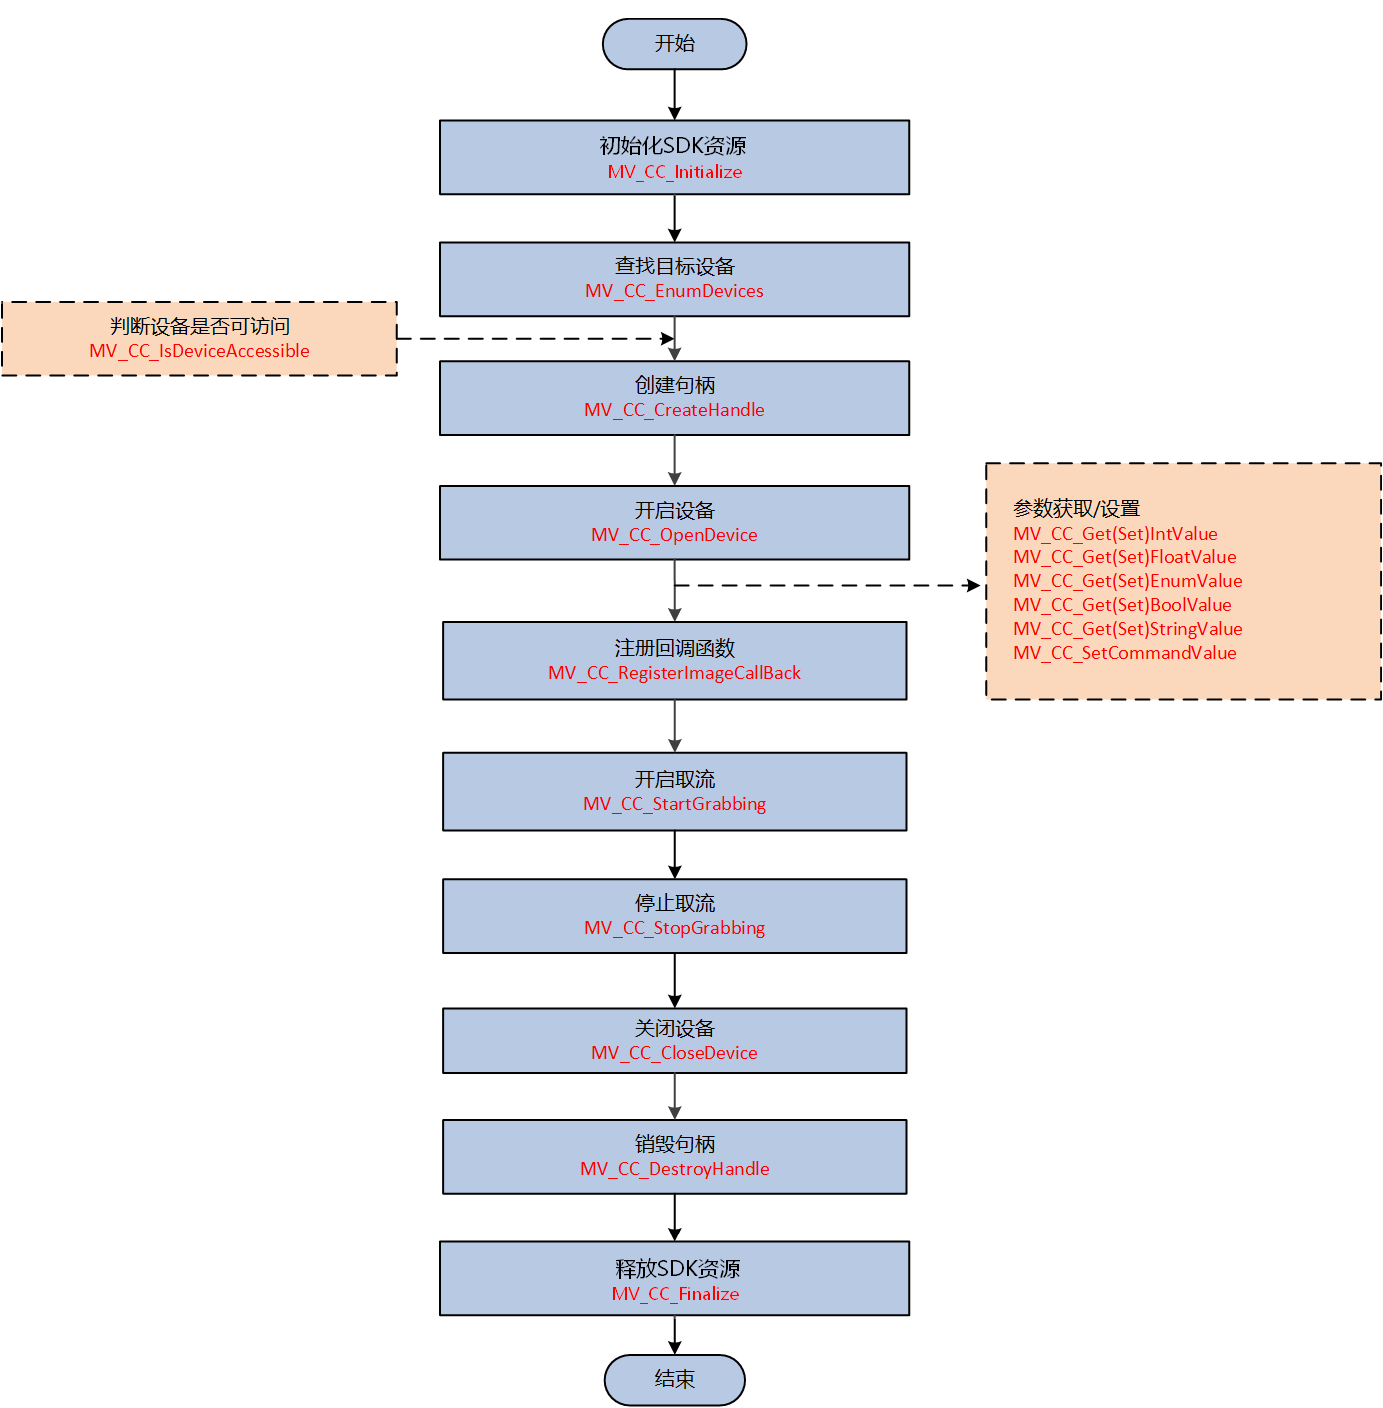 开始
初始化SDK资源
MV_CC_Initialize
查找目标设备
MV_CC_EnumDevices
判断设备是否可访问
MV_CC_IsDeviceAccessible
创建句柄
MV_CC_CreateHandle
开启设备
MV_CC_OpenDevice
参数获取/设置
MV_CC_Get(Set)IntValue
MV_CC_Get(Set)FloatValue
MV_CC_Get(Set)EnumValue
MV_CC_Get(Set)BoolValue
MV_CC_Get(Set)StringValue
MV_CC_SetCommandValue
注册回调函数
MV_CC_RegisterImageCallBack
开启取流
MV_CC_StartGrabbing
停止取流
MV_CC_StopGrabbing
关闭设备
MV_CC_CloseDevice
销毁句柄
MV_CC_DestroyHandle
释放SDK资源
MV_CC_Finalize
结束